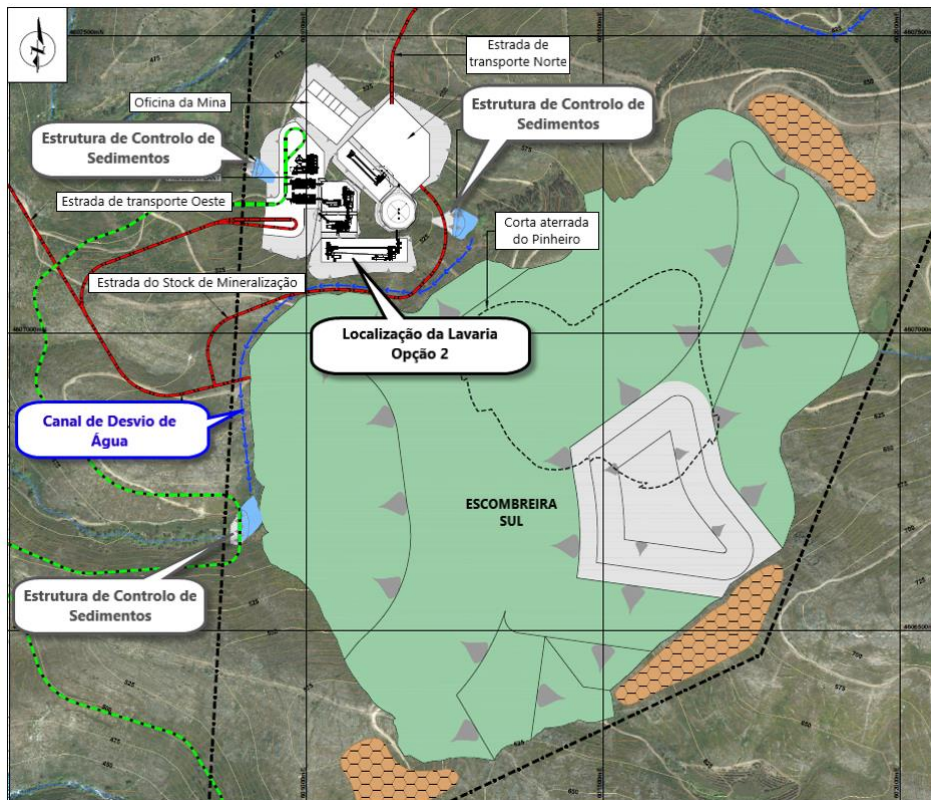 Estrada de
transporte Norte
Oficina da Mina
Estrutura de Controlo de
Sedimentos
Estrutura de Controlo de
Sedimentos
Estrada de transporte Oeste
Corta aterrada
do Pinheiro
Estrada do Stock de Mineralização
Localização da Lavaria
Opção 2
Canal de Desvio de
Água
ESCOMBREIRA
SUL
Estrutura de Controlo de
Sedimentos